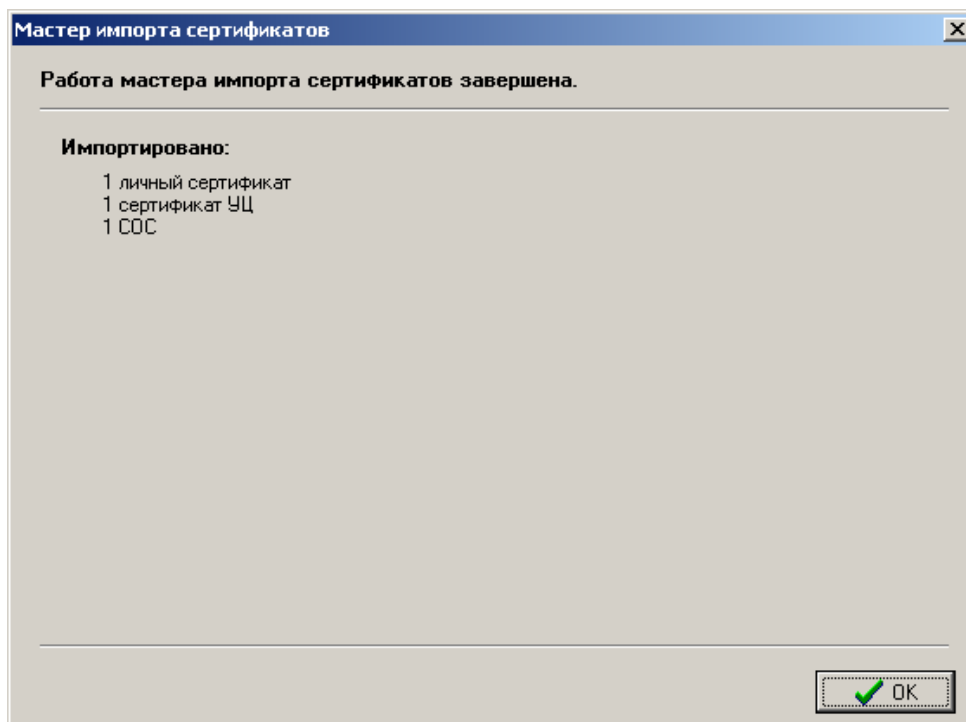 Мастер импорта сертификатов
Работа мастера импорта сертификатов завершена.
Импортировано:
1 личный сертификат
1 сертификат УЦ
1 СОС
OK